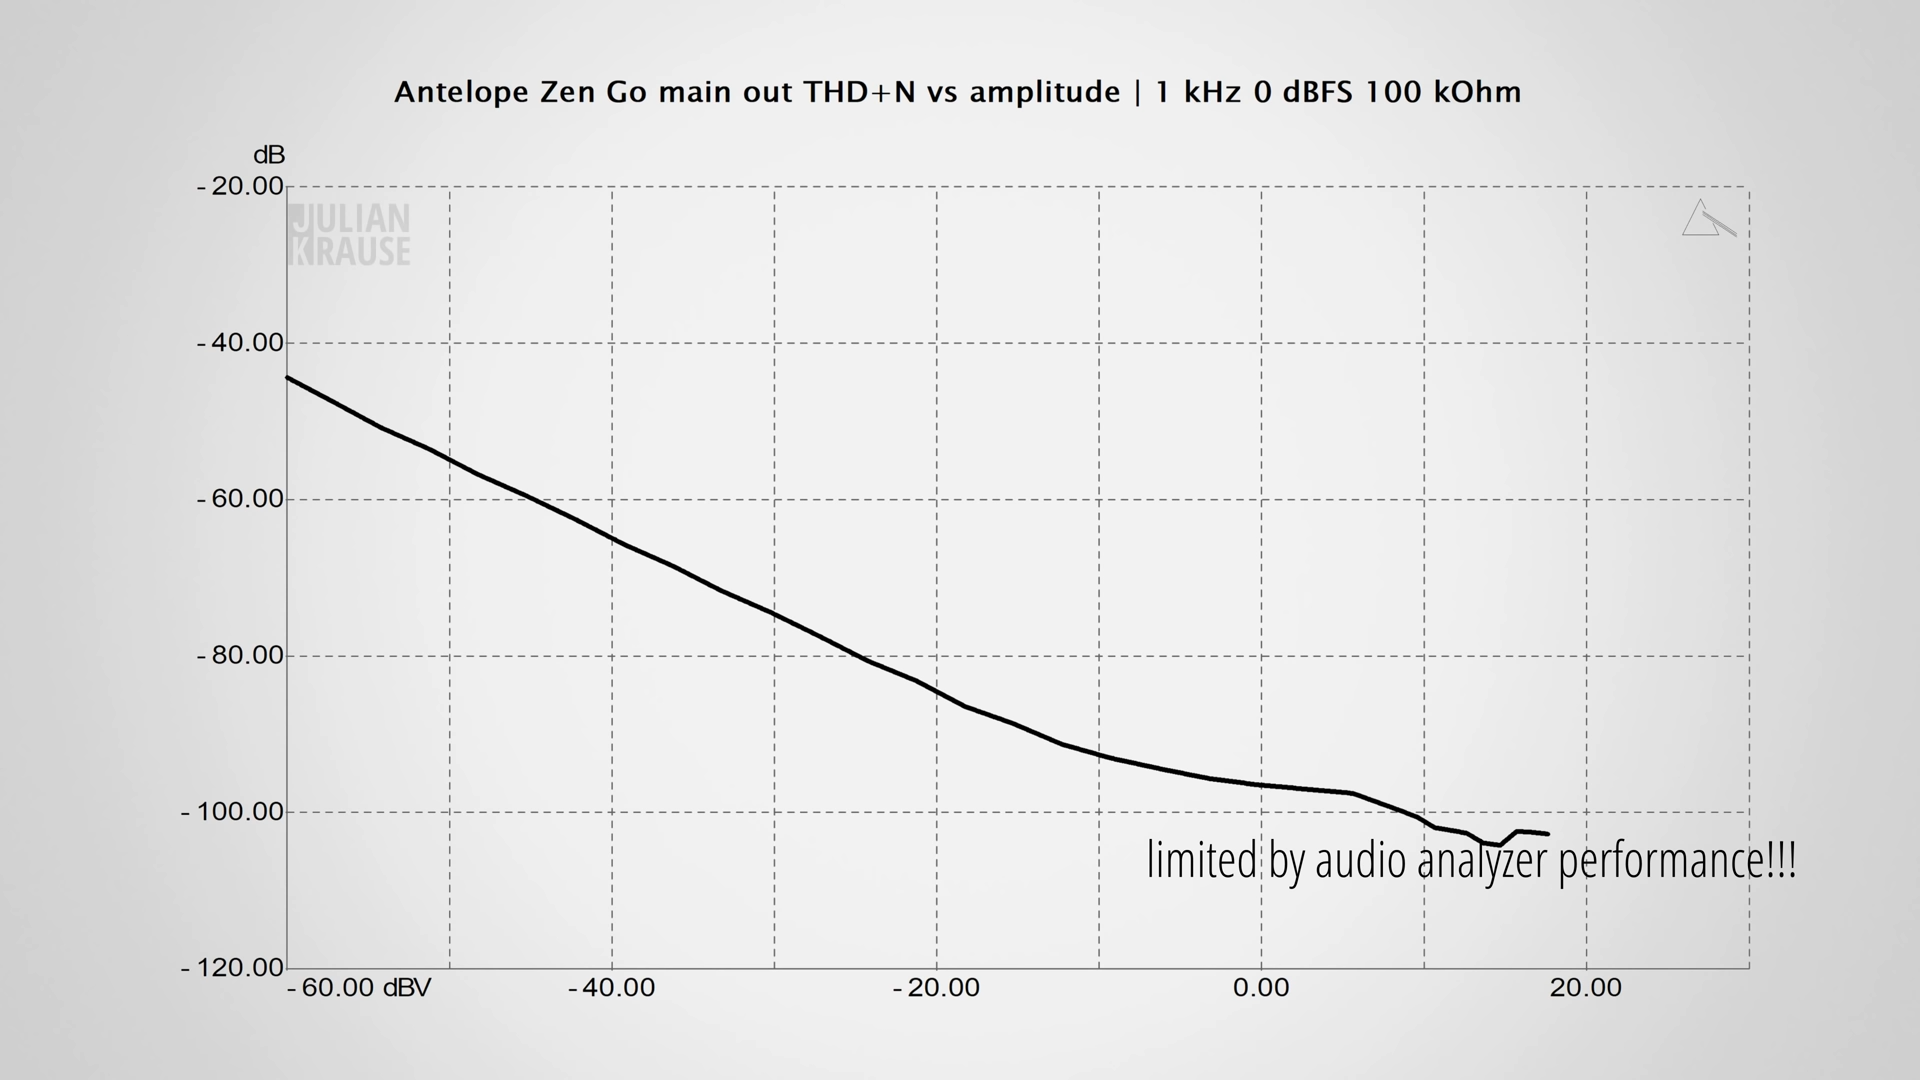 Antelope Zen Go main out THD+N vs amplitude | 1 kHz 0 dBFS 100 kOhm
dB
-20.00
JULIAN
KRAUSE
-40.00
-60.00
-80.00
-100.00
limited by audio analyzer performance!!!
-120.00
-60.00 dBV -40.00 -20.00 0.00 20.00